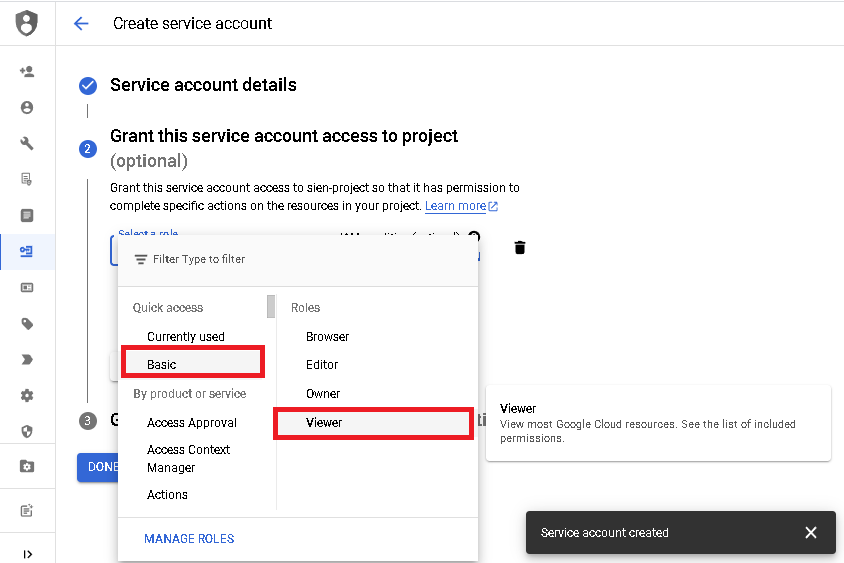 Create service account
Service account details
2
Grant this service account access to project
(optional)
Grant this service account access to sien-project so that it has permission to
complete specific actions on the resources in your project. Learn more
Select a role
Filter Type to filter
Quick access
Currently used
Basic
By product or service
Access Approval
Access Context
Manager
Actions
Roles
Browser
Editor
Owner
Viewer
MANAGE ROLES
Viewer
View most Google Cloud resources. See the list of included
permissions.
3
DONE
Service account created